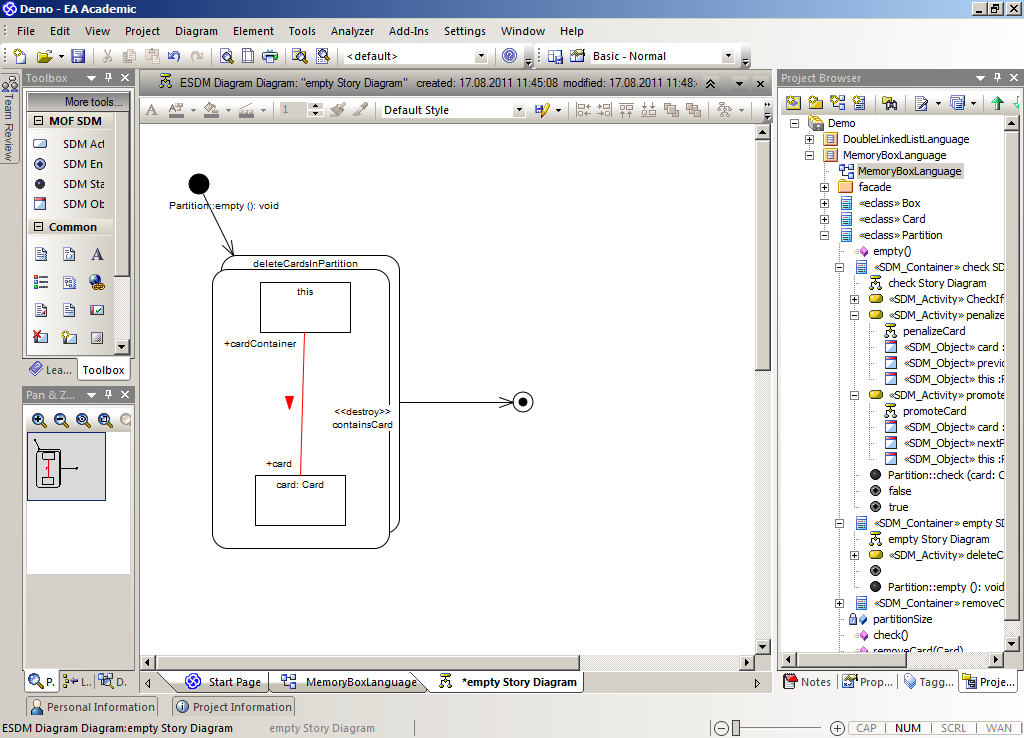 Demo - EA Academic
File Edit View Project Diagram Element Tools Analyzer Add-Ins Settings Window Help
<default> Basic - Normal
Team Review
Toolbox
More tools...
MOF SDM
SDM Act
SDM En
SDM Sta
SDM Ob
Common
Lea... Toolbox
Pan & Z...
P. L.. D.
ESDM Diagram Diagram: "empty Story Diagram" created: 17.08.2011 11:45:08 modified: 17.08.2011 11:48:
1 Default Style
Partition::empty (): void
deleteCardsInPartition
this
+cardContainer
<<destroy>>
containsCard
+card
card: Card
Start Page MemoryBoxLanguage *empty Story Diagram
Project Browser
Demo
DoubleLinkedListLanguage
MemoryBoxLanguage
MemoryBoxLanguage
facade
«eclass» Box
«eclass» Card
«eclass» Partition
empty()
«SDM_Container» check SD
check Story Diagram
«SDM_Activity» CheckIf
«SDM_Activity» penalize
penalizeCard
«SDM_Object» card :
«SDM_Object» previo
«SDM_Object» this :P
«SDM_Activity» promote
promoteCard
«SDM_Object» card :
«SDM_Object» nextP
«SDM_Object» this :P
Partition::check (card: C
false
true
«SDM_Container» empty SD
empty Story Diagram
«SDM_Activity» deleteC
Partition::empty (): void
«SDM_Container» removeC
partitionSize
check()
removeCard(Card)
Notes Prop... Tagg... Proje...
Personal Information Project Information
ESDM Diagram Diagram:empty Story Diagram empty Story Diagram CAP NUM SCRL WAN